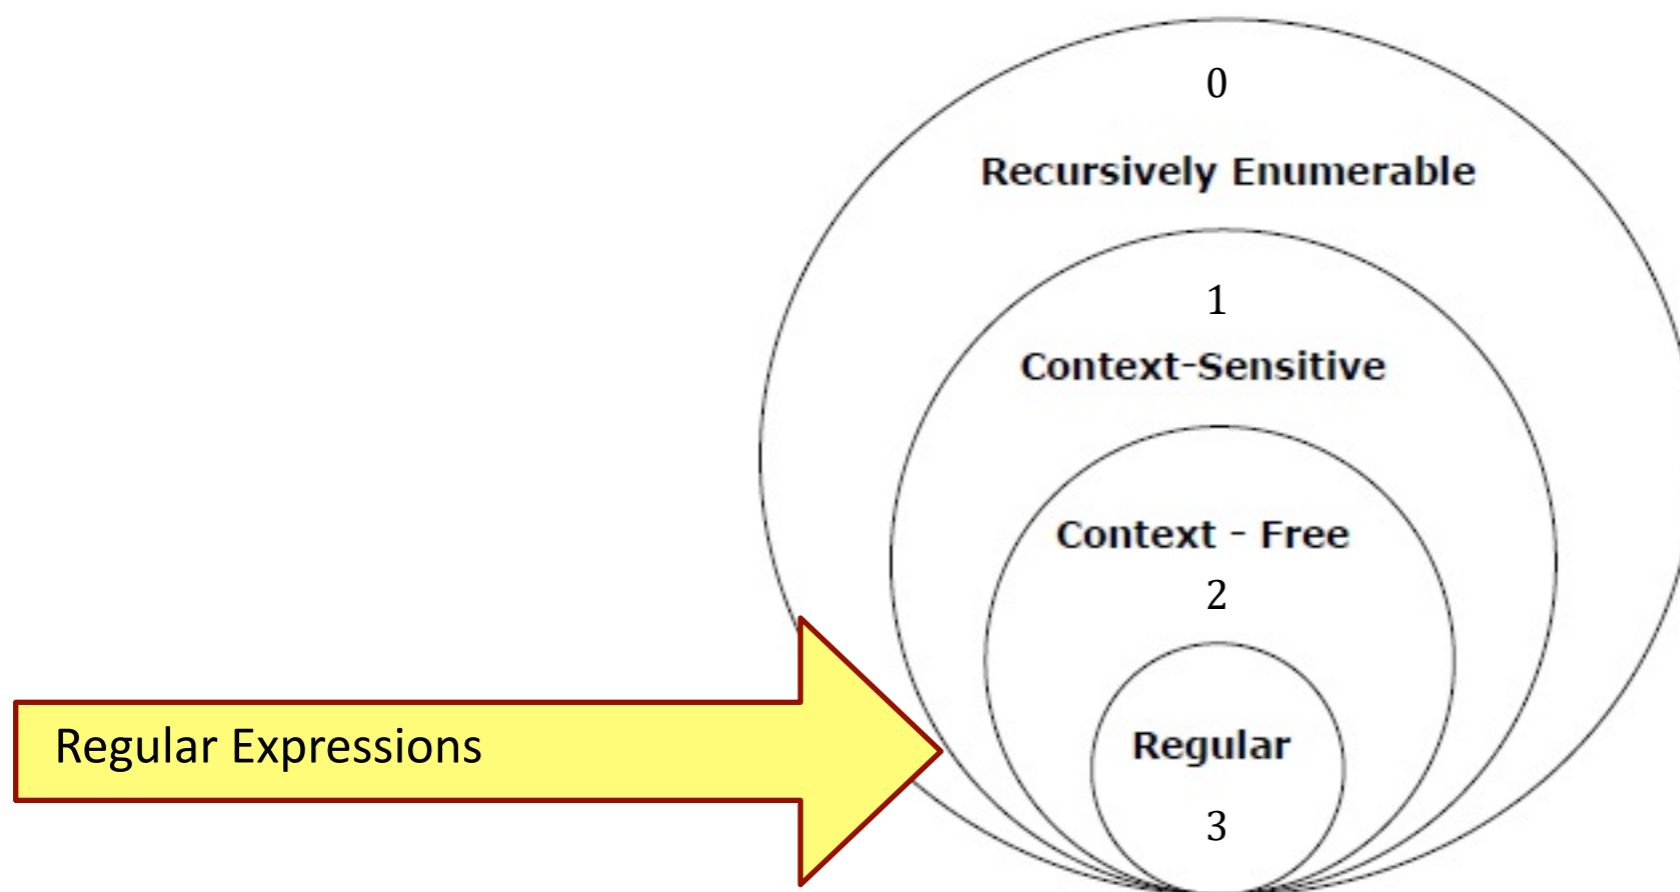 0
Recursively Enumerable
1
Context-Sensitive
Context - Free
2
Regular Expressions
Regular
3